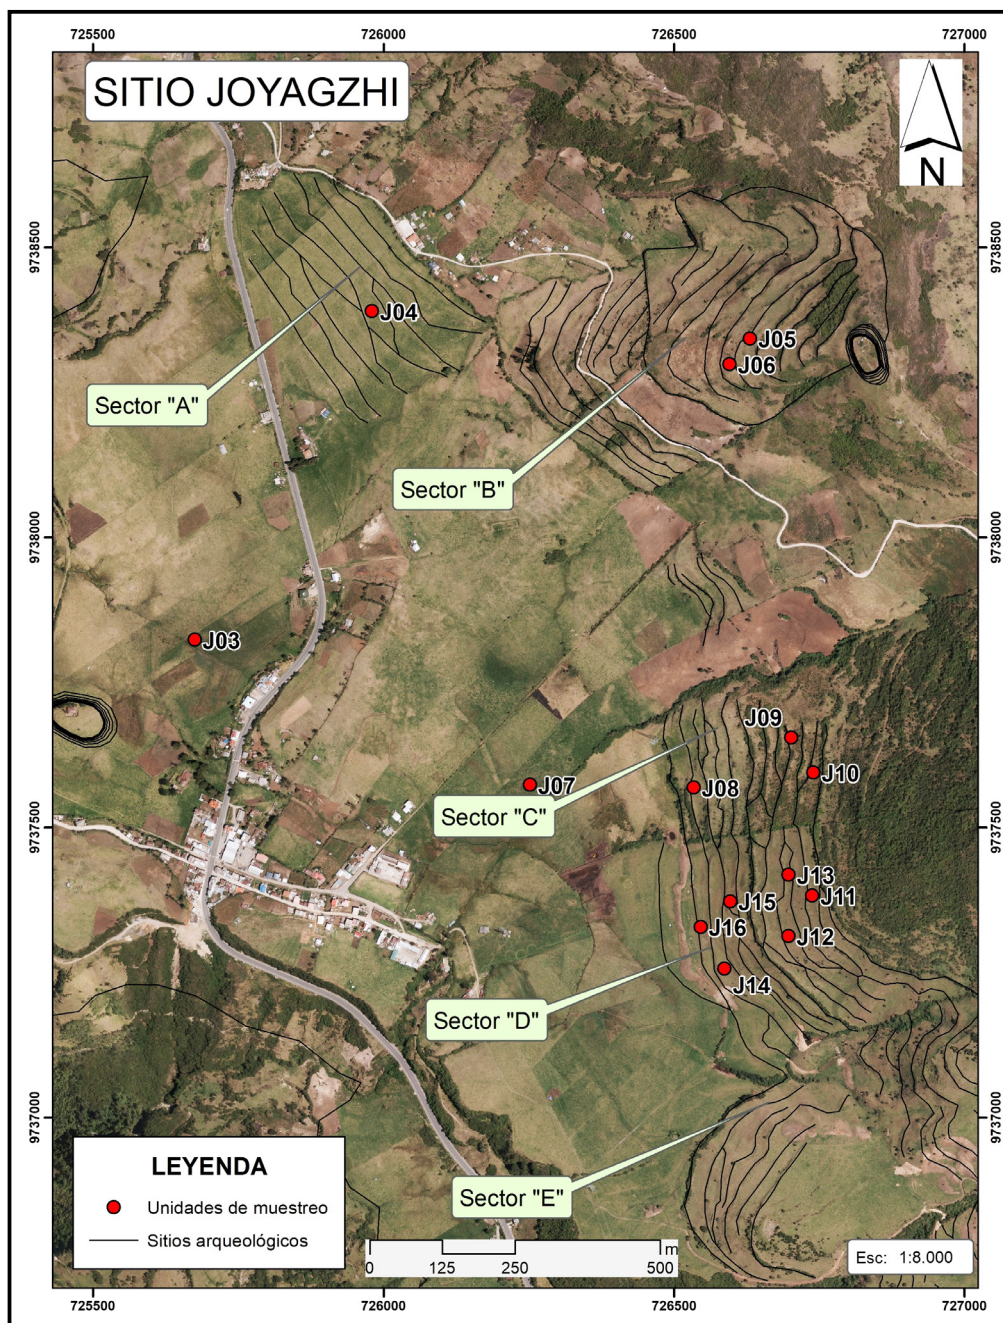 725500 726000 726500 727000
SITIO JOYAGZHI
N
9738500 9738500
J04
J05
J06
Sector "A"
Sector "B"
9738000 9738000
J03
J09
J10
J07
J08
Sector "C"
9737500 9737500
J13
J11
J15
J16
J12
J14
Sector "D"
9737000 9737000
Sector "E"
LEYENDA
Unidades de muestreo
Sitios arqueológicos
m
0 125 250 500
Esc: 1:8.000
725500 726000 726500 727000